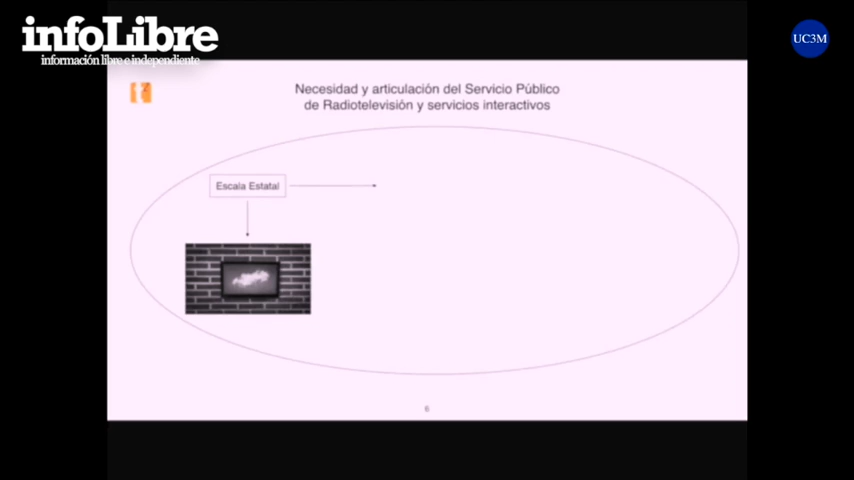 infoLibre
información libre e independiente
UC3M
Necesidad y articulación del Servicio Público
de Radiotelevisión y servicios interactivos
Escala Estatal
6